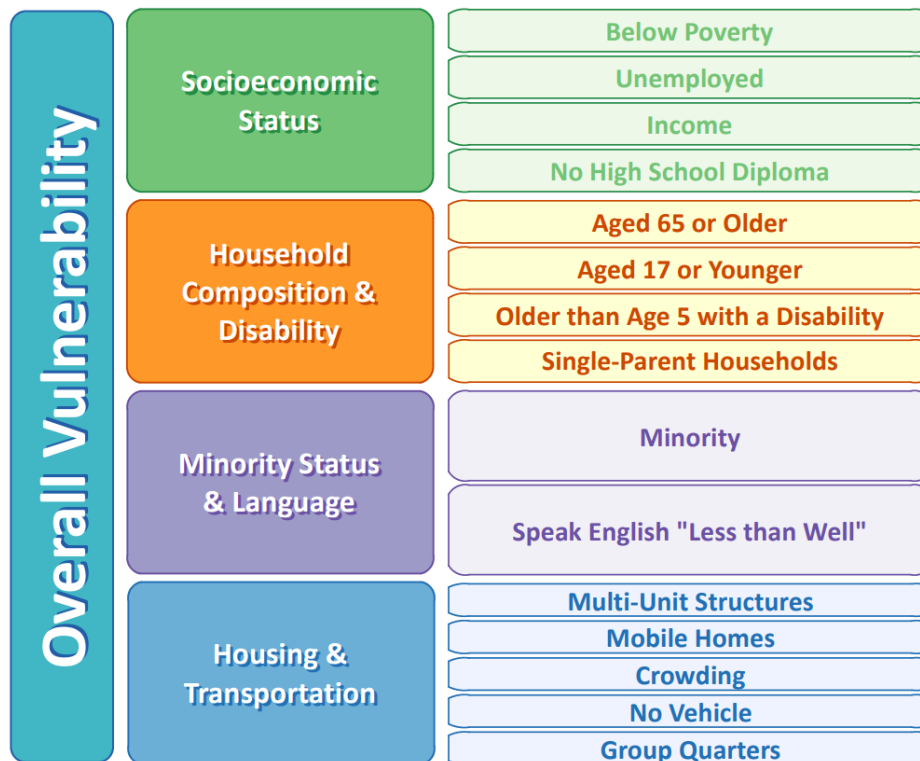 Overall Vulnerability
Socioeconomic
Status
Below Poverty
Unemployed
Income
No High School Diploma
Household
Composition &
Disability
Aged 65 or Older
Aged 17 or Younger
Older than Age 5 with a Disability
Single-Parent Households
Minority Status
& Language
Minority
Speak English "Less than Well"
Housing &
Transportation
Multi-Unit Structures
Mobile Homes
Crowding
No Vehicle
Group Quarters